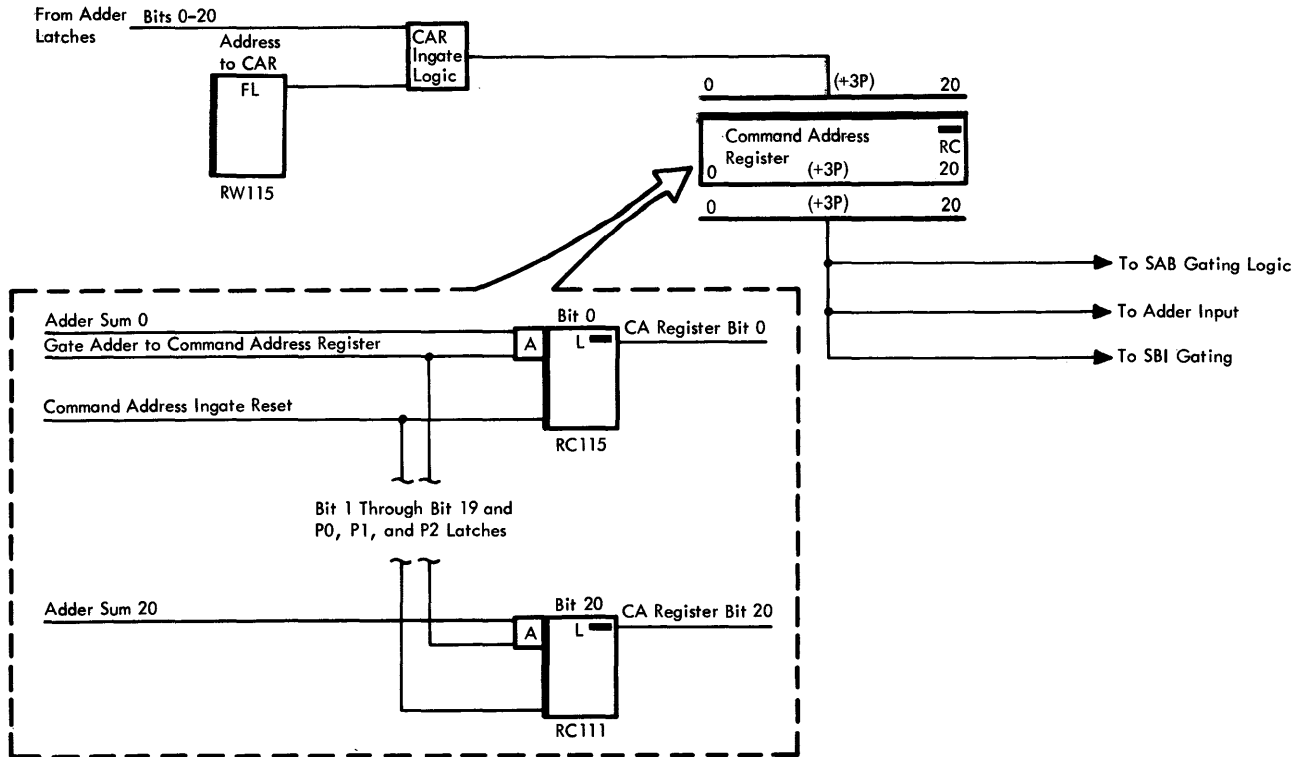 From Adder
Latches
Bits 0-20
Address
to CAR
FL
RW115
CAR
Ingate
Logic
0 (+3P) 20
Command Address
Register
RC
0 (+3P) 20
0 (+3P) 20
To SAB Gating Logic
To Adder Input
To SBI Gating
Adder Sum 0
Gate Adder to Command Address Register
Command Address Ingate Reset
A
Bit 0
L
CA Register Bit 0
RC115
Bit 1 Through Bit 19 and
P0, P1, and P2 Latches
Adder Sum 20
A
Bit 20
L
CA Register Bit 20
RC111